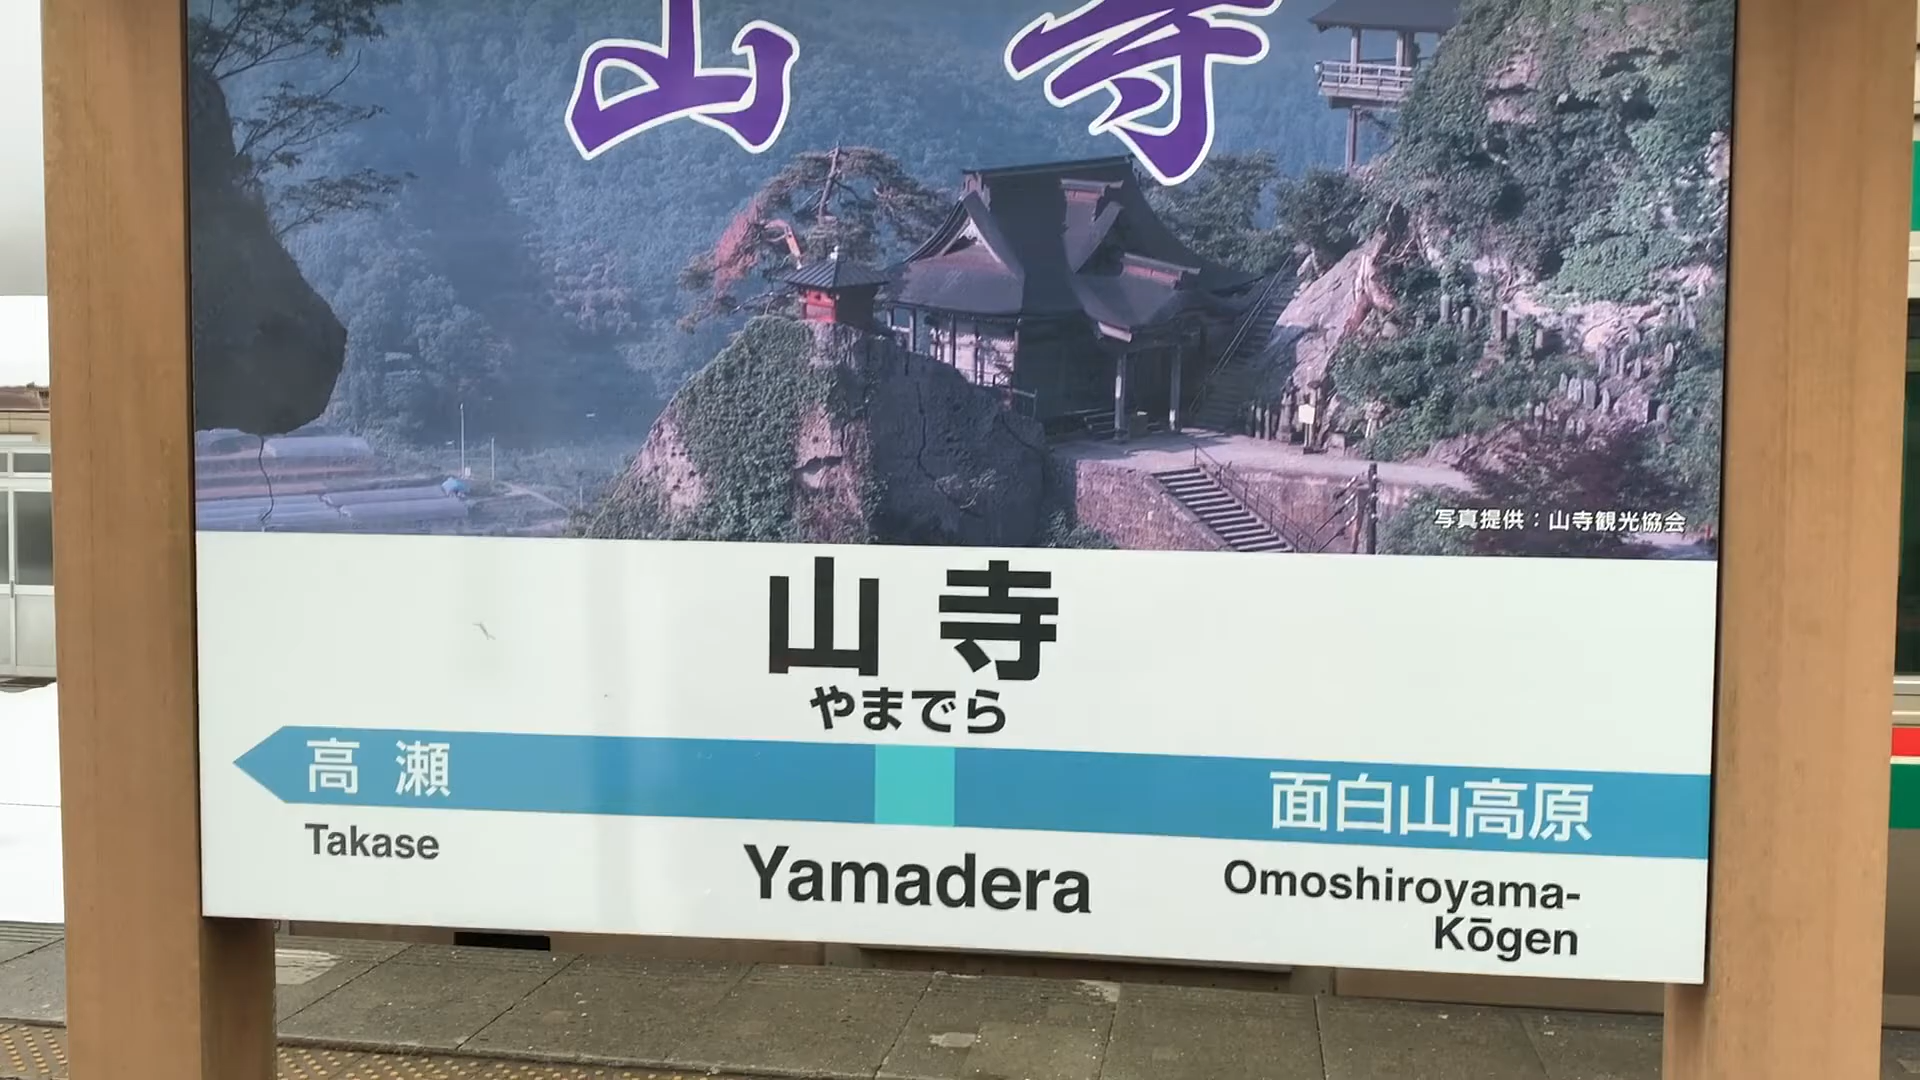 山寺
写真提供：山寺観光協会
山寺
やまでら
高瀬 面白山高原
Takase Yamadera Omoshiroyama-
Kōgen